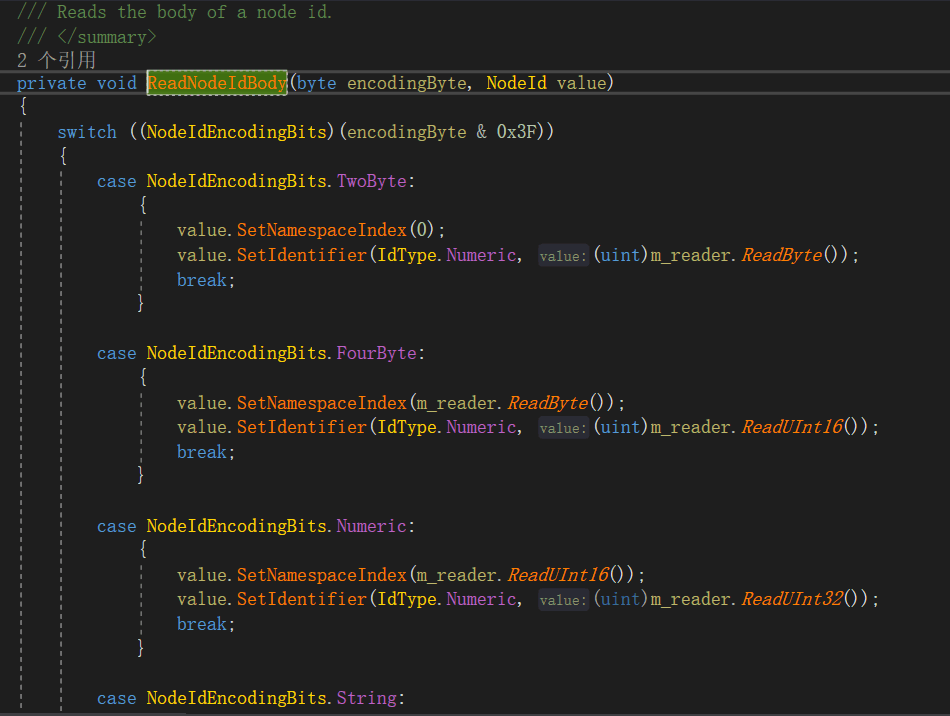 /// Reads the body of a node id.
/// </summary>
2 个引用
private void ReadNodeIdBody(byte encodingByte, NodeId value)
{
switch ((NodeIdEncodingBits)(encodingByte & 0x3F))
{
case NodeIdEncodingBits.TwoByte:
{
value.SetNamespaceIndex(0);
value.SetIdentifier(IdType.Numeric, value:(uint)m_reader.ReadByte());
break;
}
case NodeIdEncodingBits.FourByte:
{
value.SetNamespaceIndex(m_reader.ReadByte());
value.SetIdentifier(IdType.Numeric, value:(uint)m_reader.ReadUInt16());
break;
}
case NodeIdEncodingBits.Numeric:
{
value.SetNamespaceIndex(m_reader.ReadUInt16());
value.SetIdentifier(IdType.Numeric, value:(uint)m_reader.ReadUInt32());
break;
}
case NodeIdEncodingBits.String: